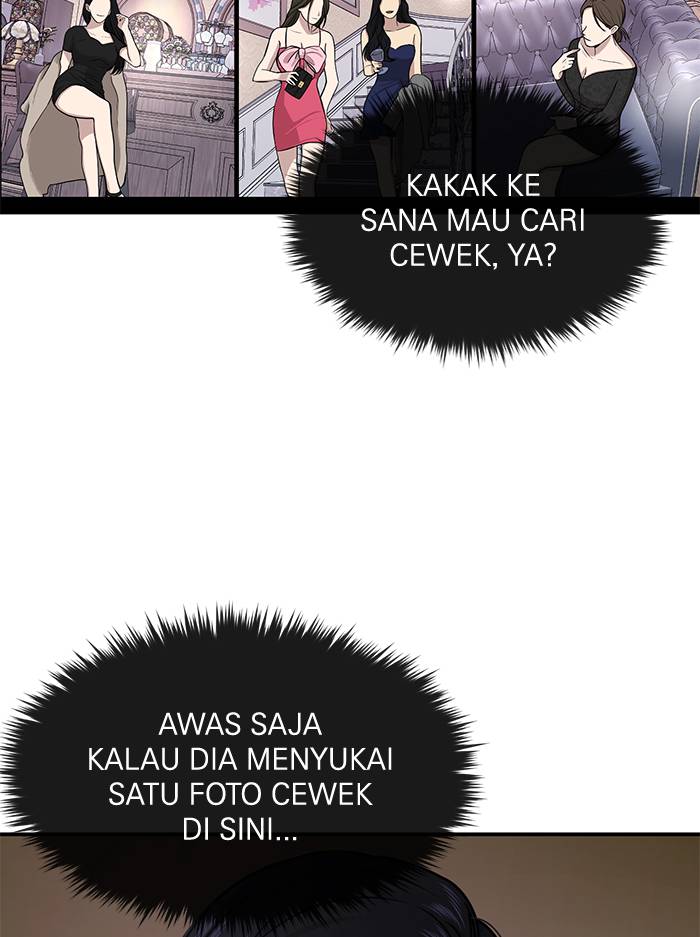 KAKAK KE
SANA MAU CARI
CEWEK, YA?
AWAS SAJA
KALAU DIA MENYUKAI
SATU FOTO CEWEK
DI SINI...